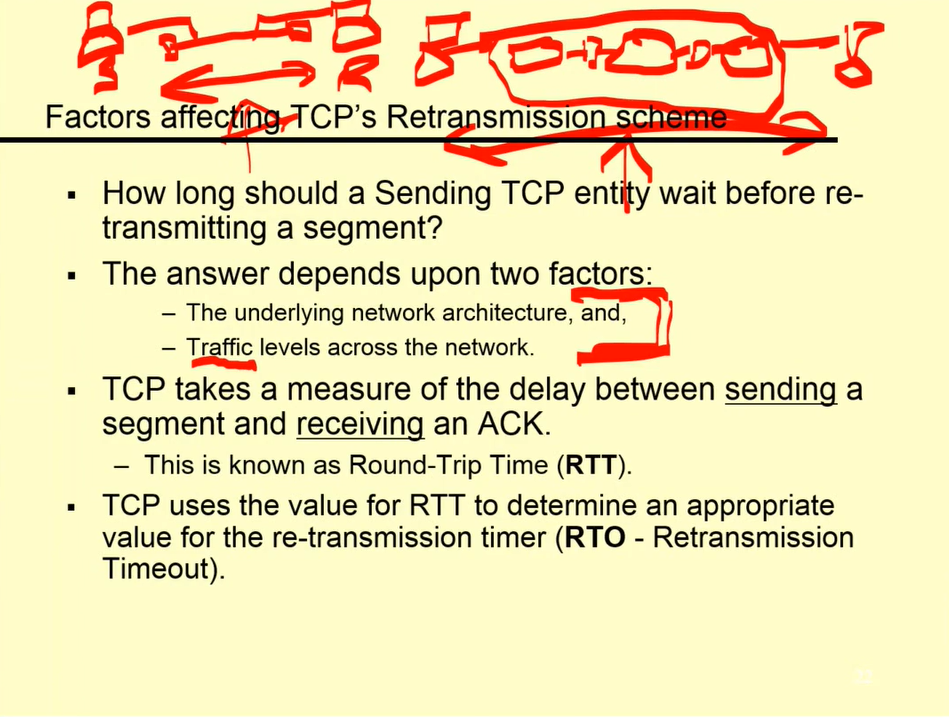 Factors affecting TCP's Retransmission scheme
▪ How long should a Sending TCP entity wait before re-
transmitting a segment?
▪ The answer depends upon two factors:
– The underlying network architecture, and,
– Traffic levels across the network.
▪ TCP takes a measure of the delay between sending a
segment and receiving an ACK.
– This is known as Round-Trip Time (RTT).
▪ TCP uses the value for RTT to determine an appropriate
value for the re-transmission timer (RTO - Retransmission
Timeout).